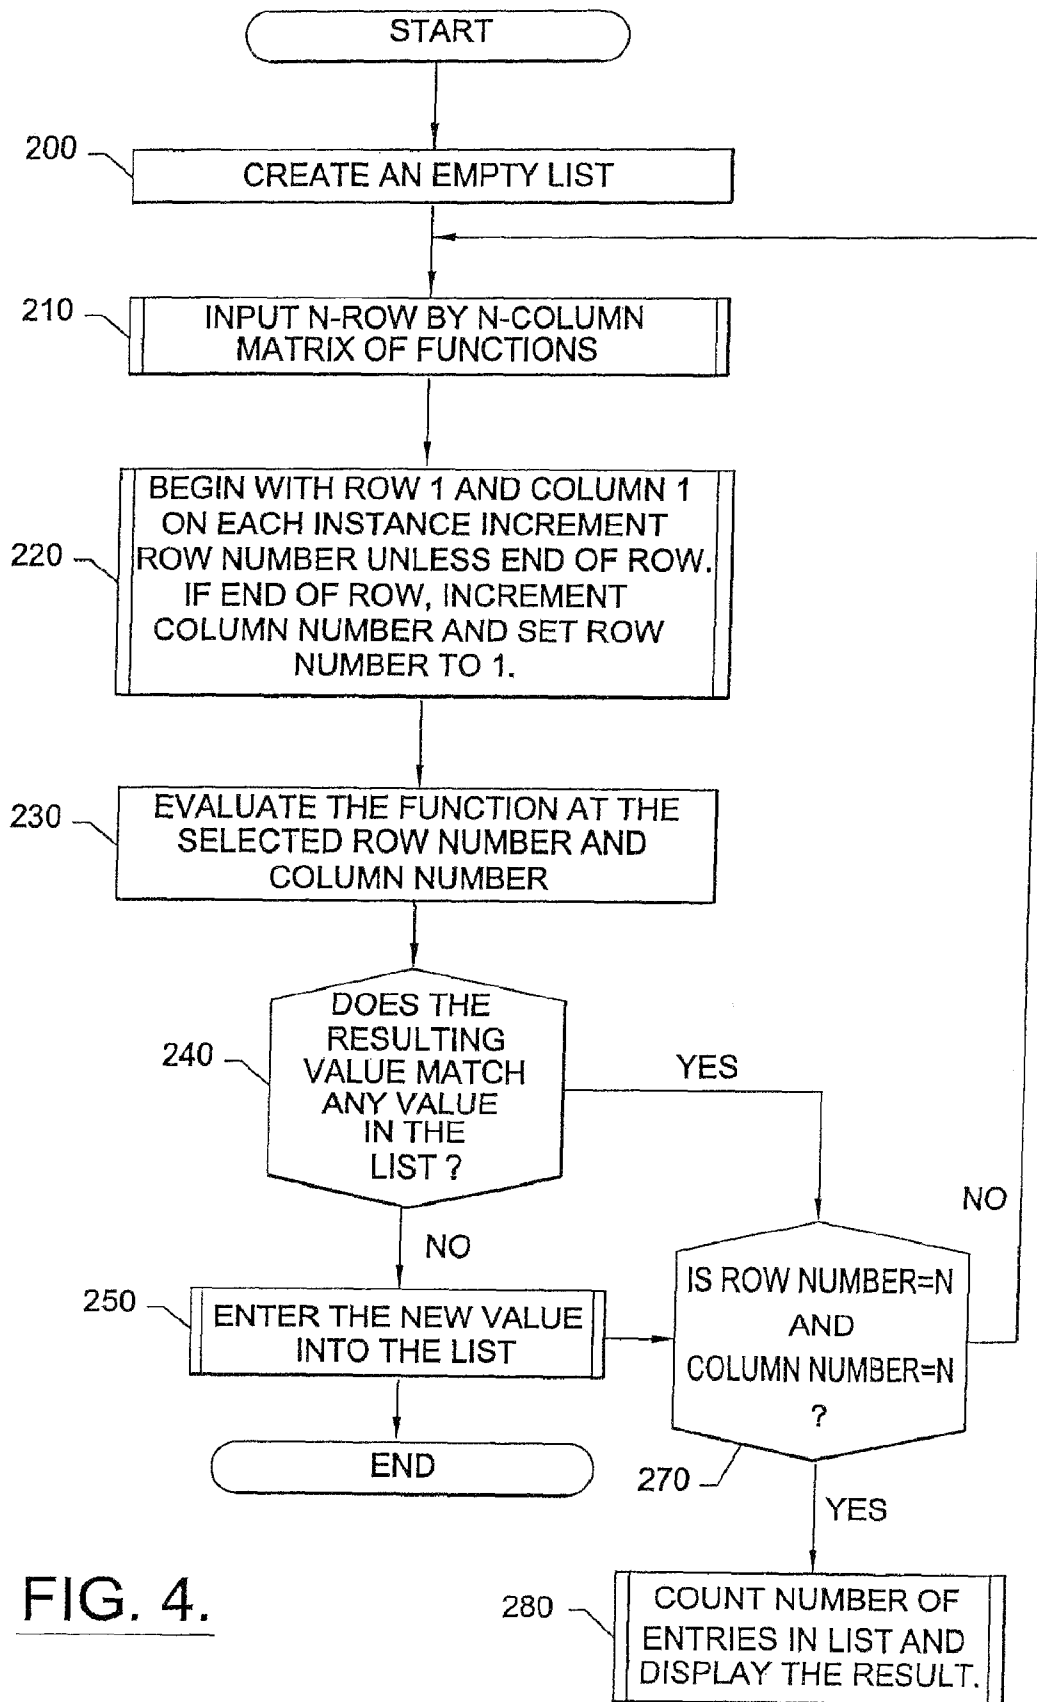 START
200
CREATE AN EMPTY LIST
210
INPUT N-ROW BY N-COLUMN
MATRIX OF FUNCTIONS
220
BEGIN WITH ROW 1 AND COLUMN 1
ON EACH INSTANCE INCREMENT
ROW NUMBER UNLESS END OF ROW.
IF END OF ROW, INCREMENT
COLUMN NUMBER AND SET ROW
NUMBER TO 1.
230
EVALUATE THE FUNCTION AT THE
SELECTED ROW NUMBER AND
COLUMN NUMBER
240
DOES THE
RESULTING
VALUE MATCH
ANY VALUE
IN THE
LIST ?
YES
NO
NO
250
ENTER THE NEW VALUE
INTO THE LIST
IS ROW NUMBER=N
AND
COLUMN NUMBER=N
?
270
END
YES
280
COUNT NUMBER OF
ENTRIES IN LIST AND
DISPLAY THE RESULT.
FIG. 4.